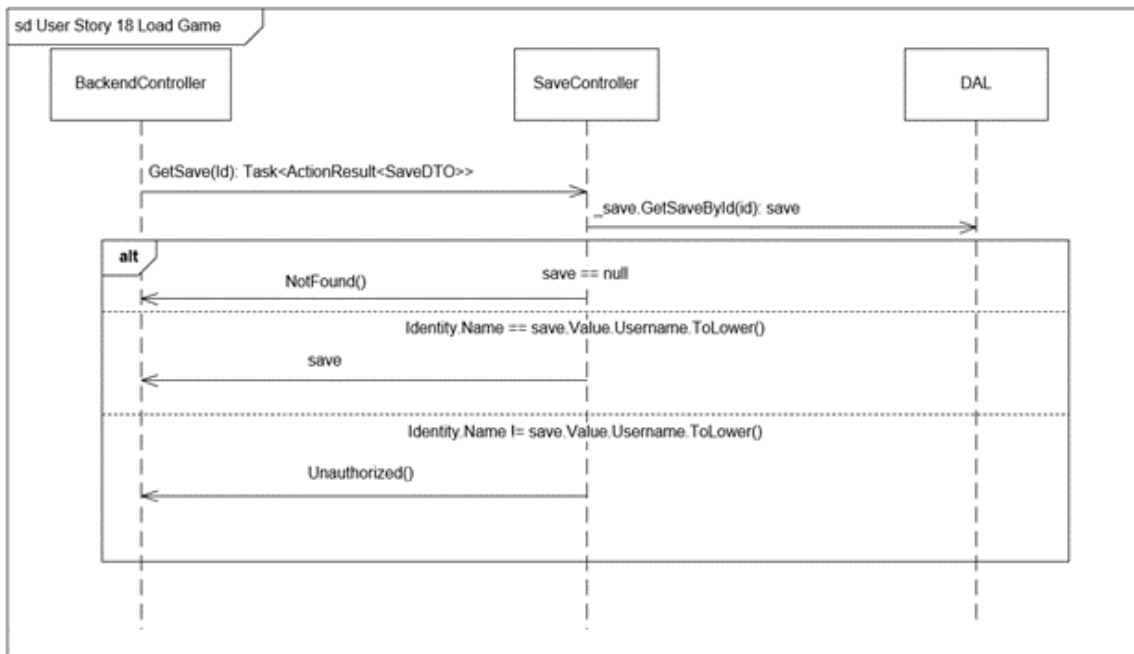 sd User Story 18 Load Game
BackendController
SaveController
DAL
GetSave(Id): Task<ActionResult<SaveDTO>>
_save.GetSaveById(id): save
alt
save == null
NotFound()
Identity.Name == save.Value.Username.ToLower()
save
Identity.Name != save.Value.Username.ToLower()
Unauthorized()